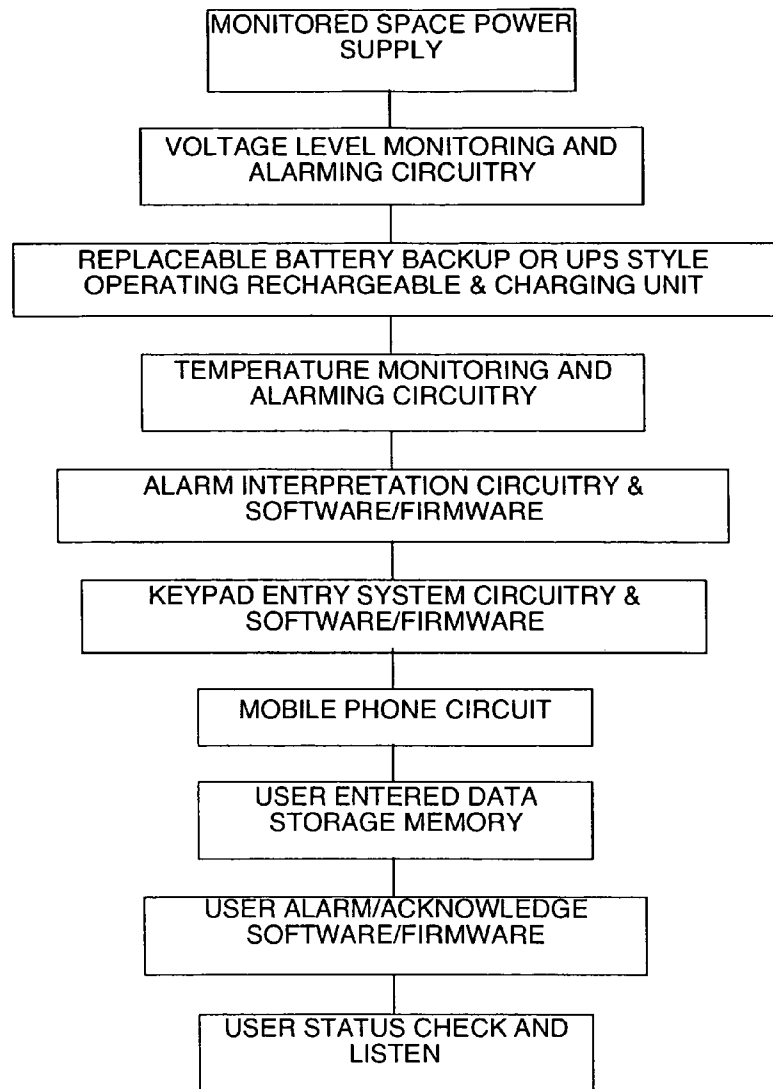 MONITORED SPACE POWER
SUPPLY
VOLTAGE LEVEL MONITORING AND
ALARMING CIRCUITRY
REPLACEABLE BATTERY BACKUP OR UPS STYLE
OPERATING RECHARGEABLE & CHARGING UNIT
TEMPERATURE MONITORING AND
ALARMING CIRCUITRY
ALARM INTERPRETATION CIRCUITRY &
SOFTWARE/FIRMWARE
KEYPAD ENTRY SYSTEM CIRCUITRY &
SOFTWARE/FIRMWARE
MOBILE PHONE CIRCUIT
USER ENTERED DATA
STORAGE MEMORY
USER ALARM/ACKNOWLEDGE
SOFTWARE/FIRMWARE
USER STATUS CHECK AND
LISTEN